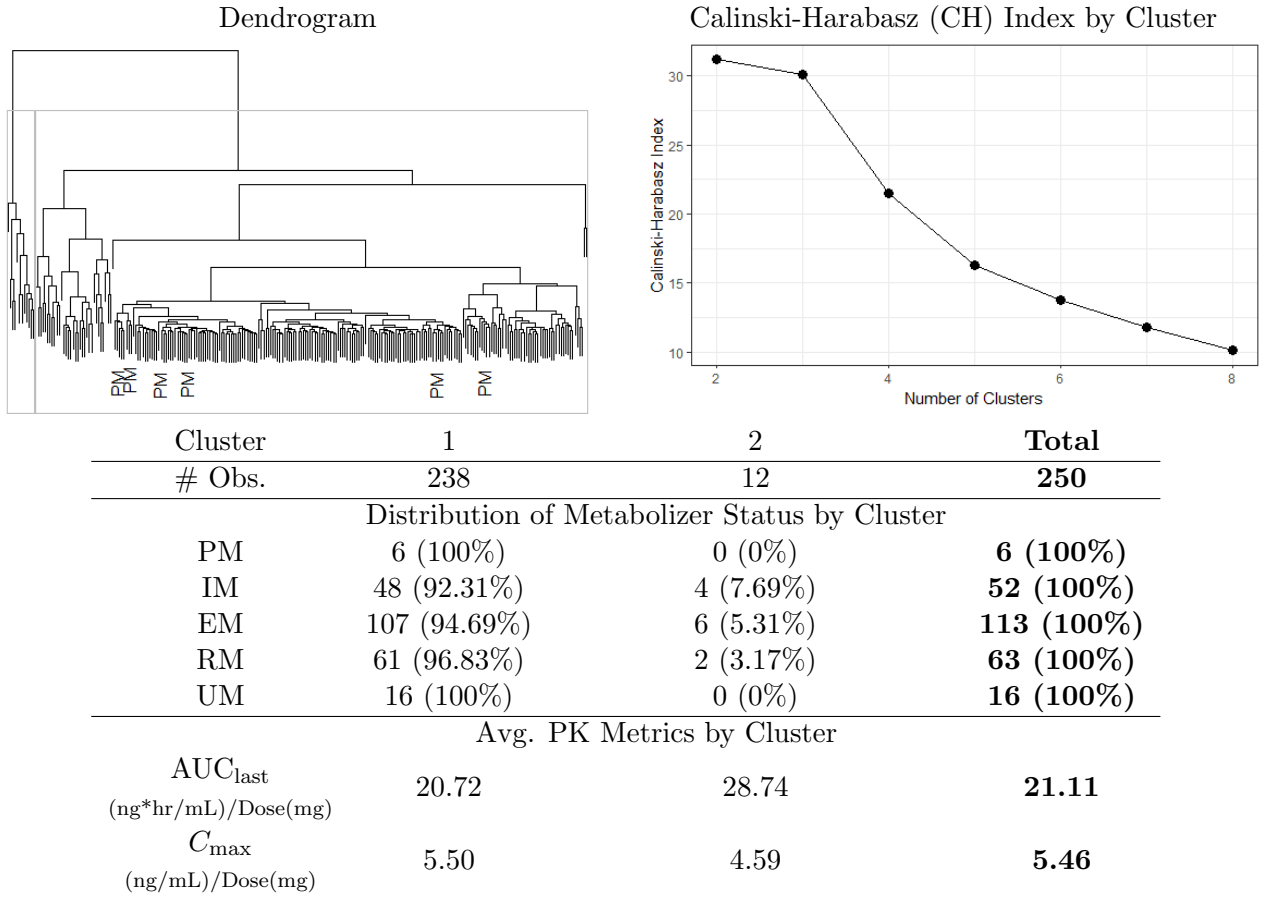 Dendrogram
PM
PM
PM
PM
PM
PM
Calinski-Harabasz (CH) Index by Cluster
Calinski-Harabasz Index
30
25
20
15
10
2 4 6 8
Number of Clusters
Cluster 1 2 Total
# Obs. 238 12 250
Distribution of Metabolizer Status by Cluster
PM 6 (100%) 0 (0%) 6 (100%)
IM 48 (92.31%) 4 (7.69%) 52 (100%)
EM 107 (94.69%) 6 (5.31%) 113 (100%)
RM 61 (96.83%) 2 (3.17%) 63 (100%)
UM 16 (100%) 0 (0%) 16 (100%)
Avg. PK Metrics by Cluster
AUClast 20.72 28.74 21.11
(ng*hr/mL)/Dose(mg)
Cmax 5.50 4.59 5.46
(ng/mL)/Dose(mg)